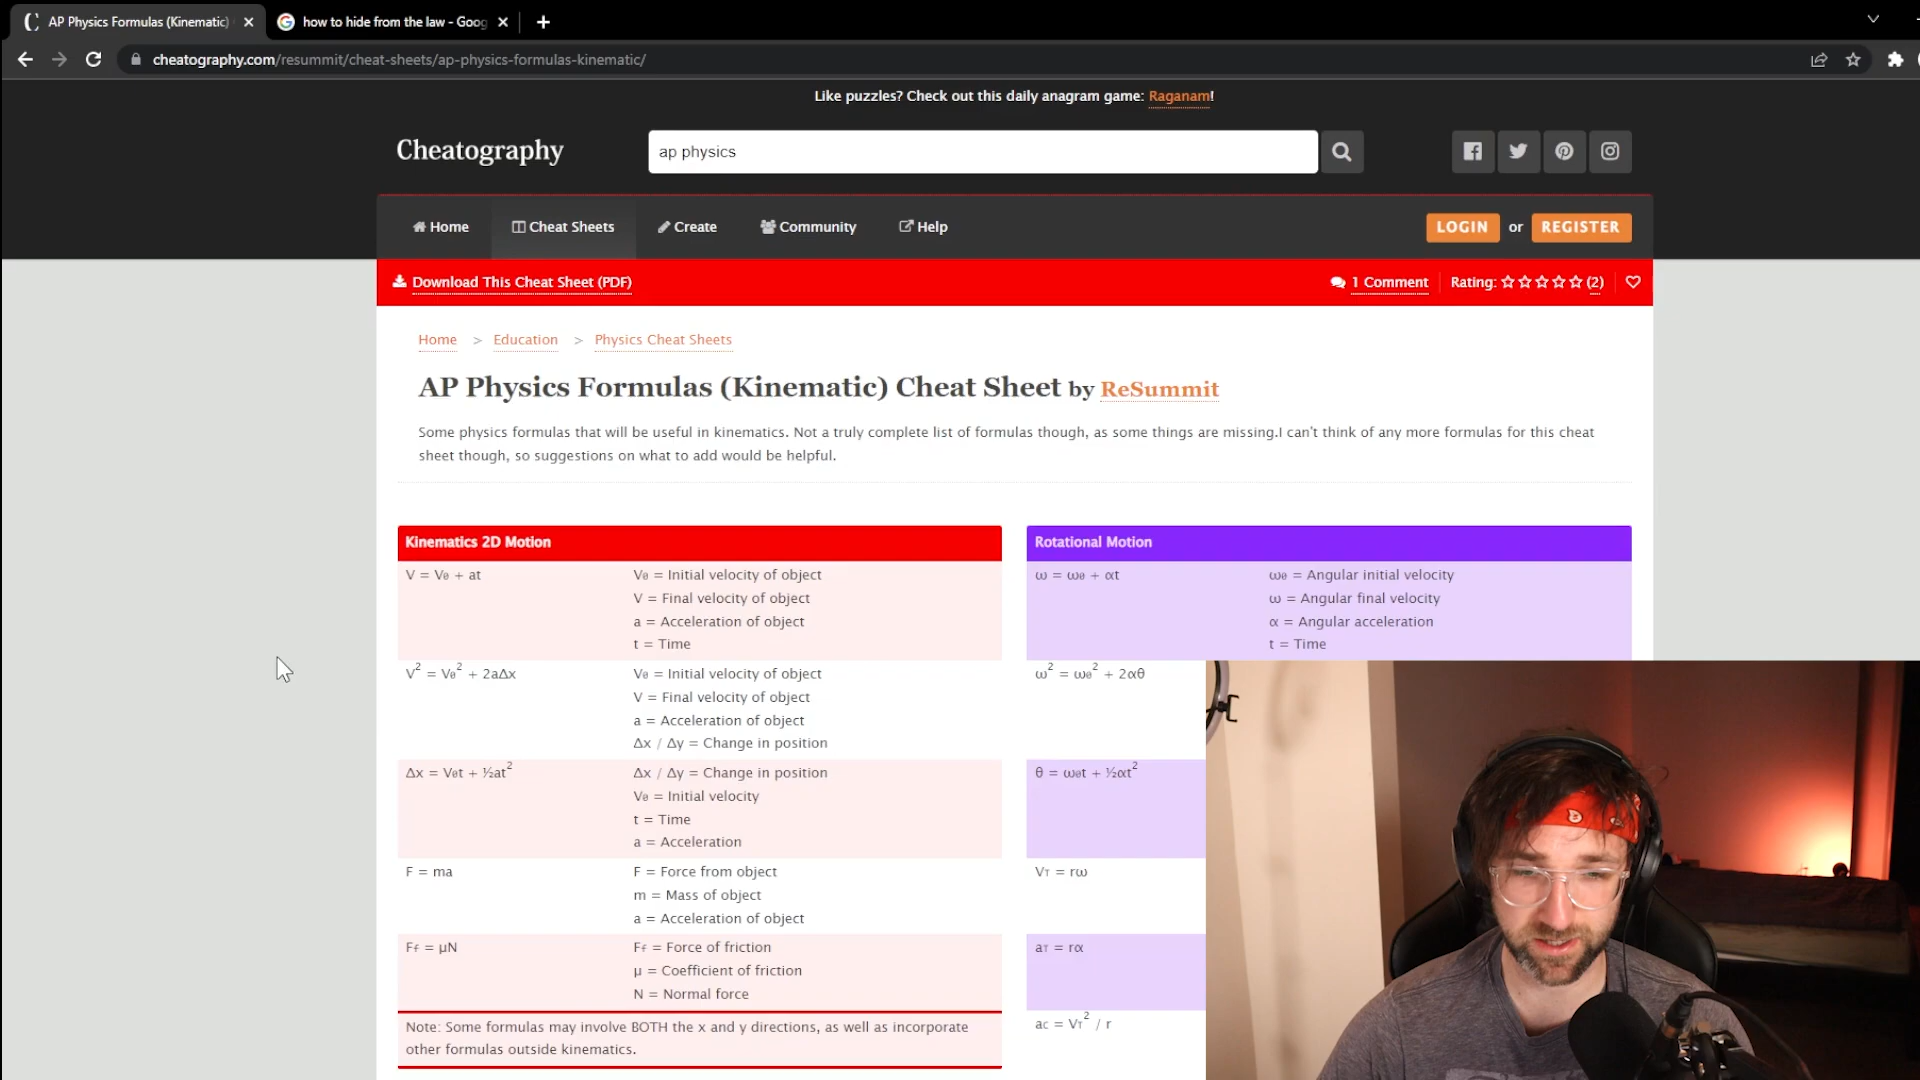 AP Physics Formulas (Kinematic)
how to hide from the law - Goog
cheatography.com/resummit/cheat-sheets/ap-physics-formulas-kinematic/
Like puzzles? Check out this daily anagram game: Raganam!
Cheatography
ap physics
Home
Cheat Sheets
Create
Community
Help
LOGIN or REGISTER
Download This Cheat Sheet (PDF)
1 Comment
Rating: ☆☆☆☆☆ (2)
Home > Education > Physics Cheat Sheets
AP Physics Formulas (Kinematic) Cheat Sheet by ReSummit
Some physics formulas that will be useful in kinematics. Not a truly complete list of formulas though, as some things are missing.I can't think of any more formulas for this cheat
sheet though, so suggestions on what to add would be helpful.
Kinematics 2D Motion
V = V₀ + at
V₀ = Initial velocity of object
V = Final velocity of object
a = Acceleration of object
t = Time
V² = V₀² + 2aΔx
V₀ = Initial velocity of object
V = Final velocity of object
a = Acceleration of object
Δx / Δy = Change in position
Δx = V₀t + ½at²
Δx / Δy = Change in position
V₀ = Initial velocity
t = Time
a = Acceleration
F = ma
F = Force from object
m = Mass of object
a = Acceleration of object
Ff = μN
Ff = Force of friction
μ = Coefficient of friction
N = Normal force
Note: Some formulas may involve BOTH the x and y directions, as well as incorporate
other formulas outside kinematics.
Rotational Motion
ω = ω₀ + αt
ω₀ = Angular initial velocity
ω = Angular final velocity
α = Angular acceleration
t = Time
ω² = ω₀² + 2αθ
θ = ω₀t + ½αt²
VT = rω
aT = rα
aC = VT² / r